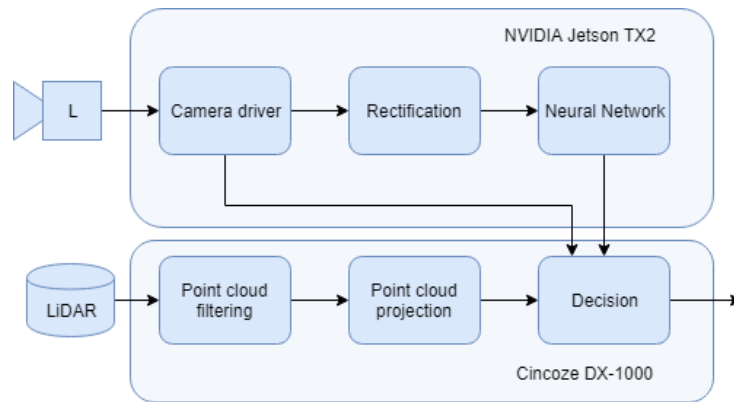 NVIDIA Jetson TX2
L
Camera driver
Rectification
Neural Network
LiDAR
Point cloud
filtering
Point cloud
projection
Decision
Cincoze DX-1000